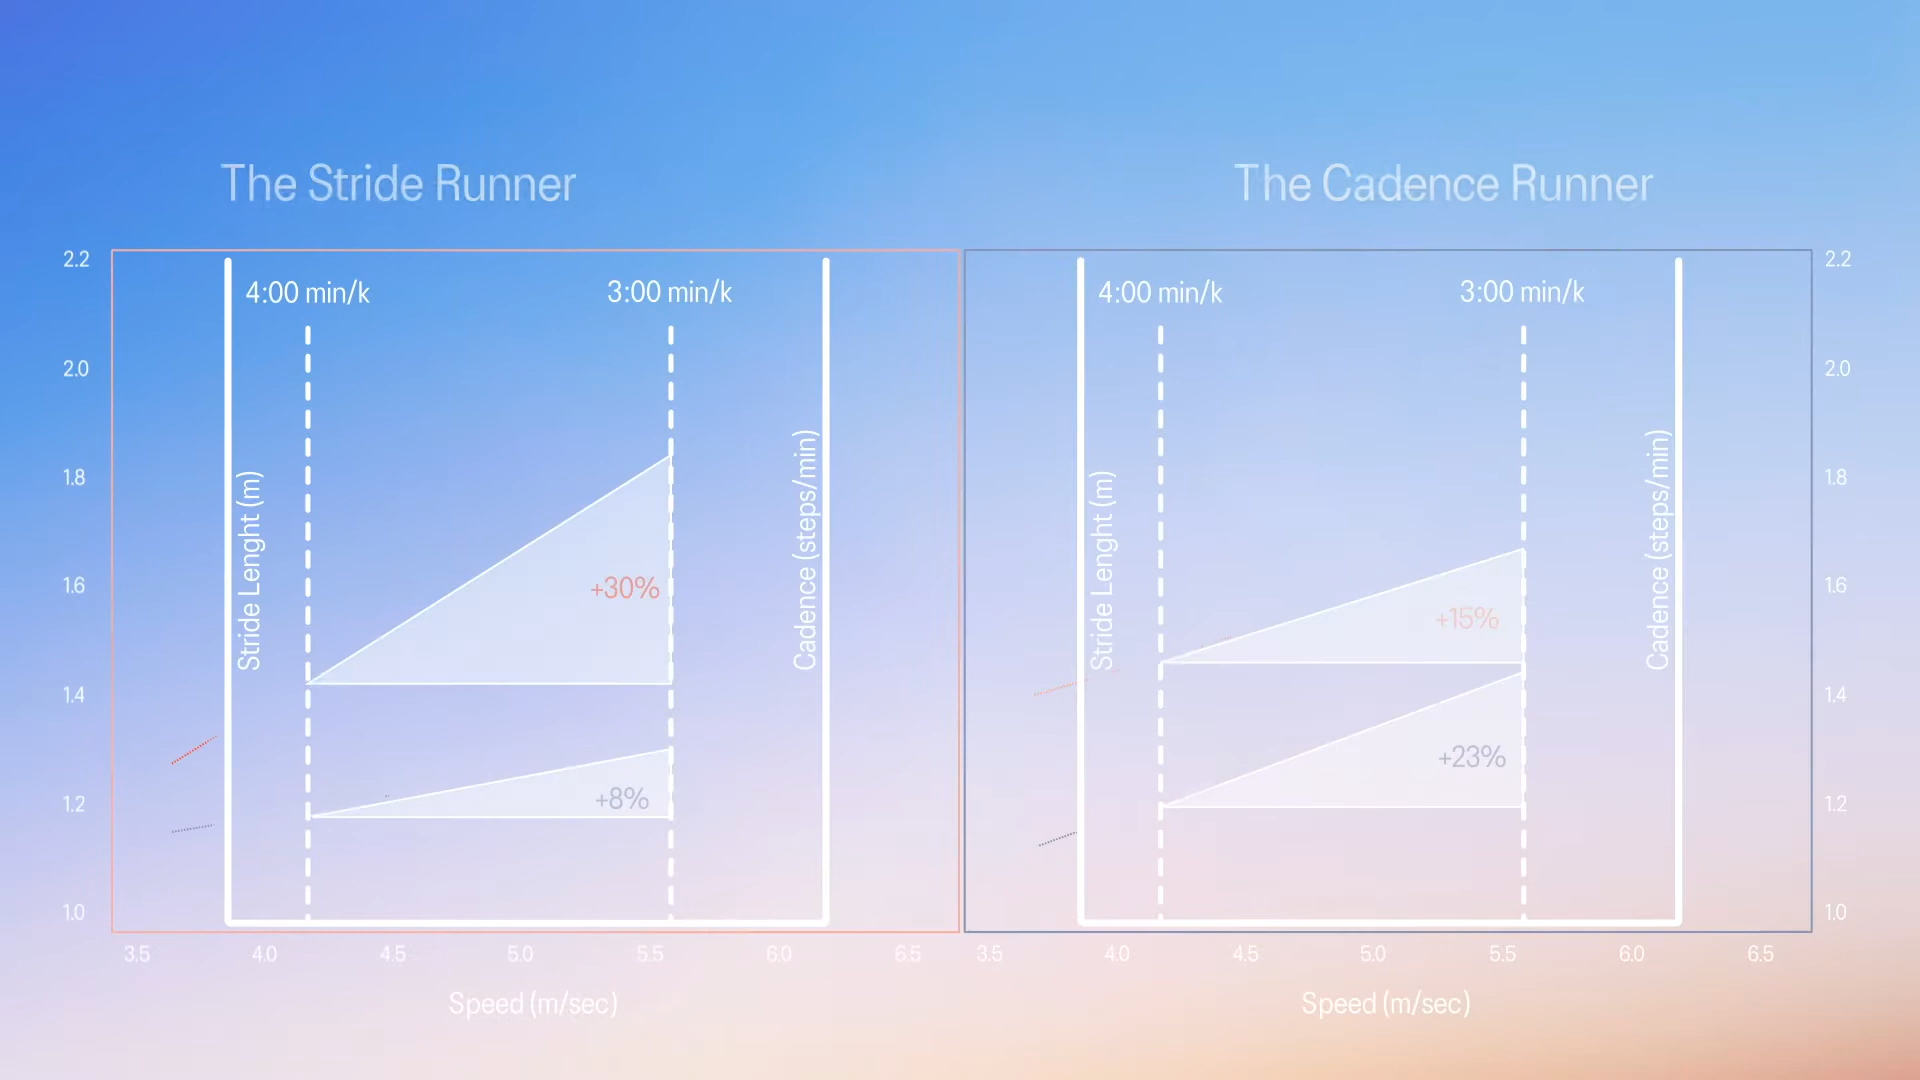 The Stride Runner
The Cadence Runner
2.2
2.0
1.8
1.6
1.4
1.2
1.0
4:00 min/k
3:00 min/k
Stride Lenght (m)
Cadence (steps/min)
+30%
+8%
3.5
4.0
4.5
5.0
5.5
6.0
6.5
Speed (m/sec)
4:00 min/k
3:00 min/k
Stride Lenght (m)
Cadence (steps/min)
+15%
+23%
2.2
2.0
1.8
1.6
1.4
1.2
1.0
3.5
4.0
4.5
5.0
5.5
6.0
6.5
Speed (m/sec)